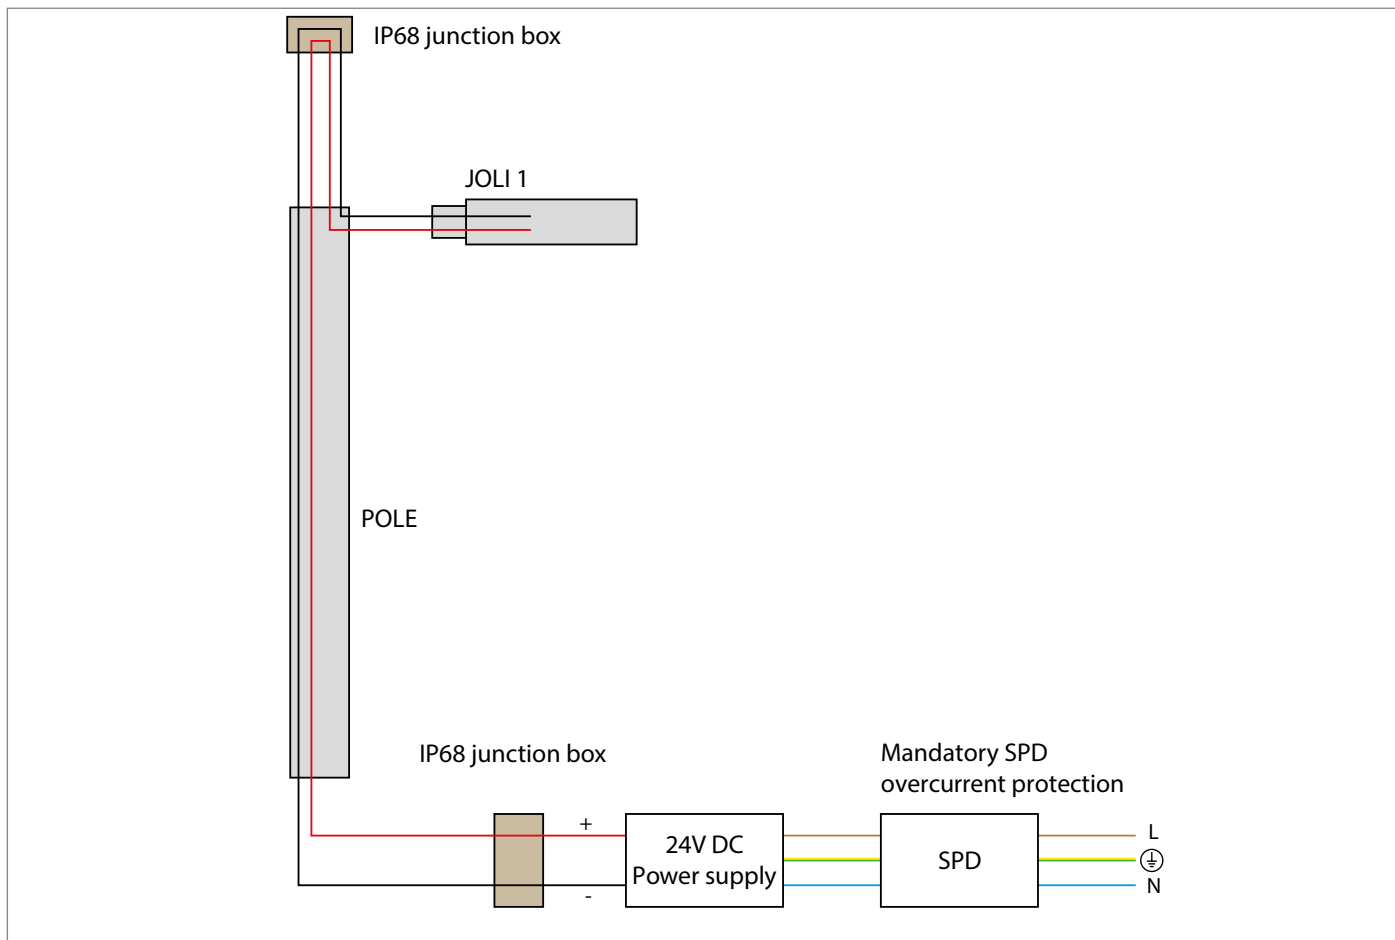 IP68 junction box
JOLI 1
POLE
IP68 junction box
Mandatory SPD
overcurrent protection
+
-
24V DC
Power supply
SPD
L
N